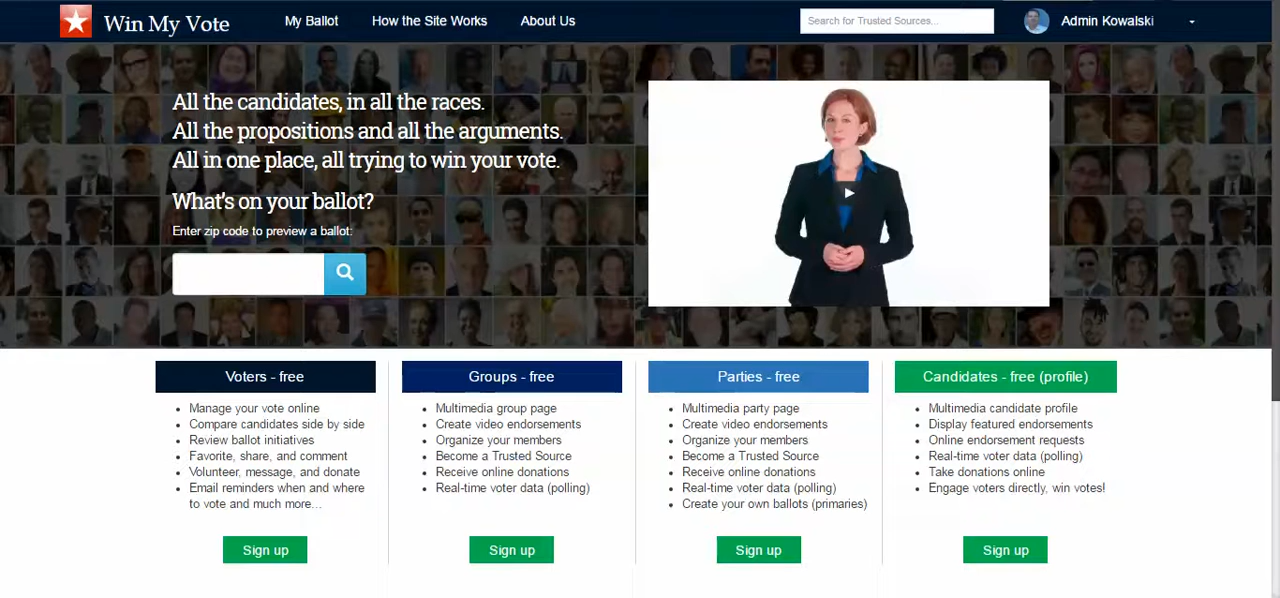 Win My Vote
My Ballot
How the Site Works
About Us
Search for Trusted Sources...
Admin Kowalski
All the candidates, in all the races.
All the propositions and all the arguments.
All in one place, all trying to win your vote.
What's on your ballot?
Enter zip code to preview a ballot:
Voters - free
Manage your vote online
Compare candidates side by side
Review ballot initiatives
Favorite, share, and comment
Volunteer, message, and donate
Email reminders when and where
to vote and much more...
Sign up
Groups - free
Multimedia group page
Create video endorsements
Organize your members
Become a Trusted Source
Receive online donations
Real-time voter data (polling)
Sign up
Parties - free
Multimedia party page
Create video endorsements
Organize your members
Become a Trusted Source
Receive online donations
Real-time voter data (polling)
Create your own ballots (primaries)
Sign up
Candidates - free (profile)
Multimedia candidate profile
Display featured endorsements
Online endorsement requests
Real-time voter data (polling)
Take donations online
Engage voters directly, win votes!
Sign up